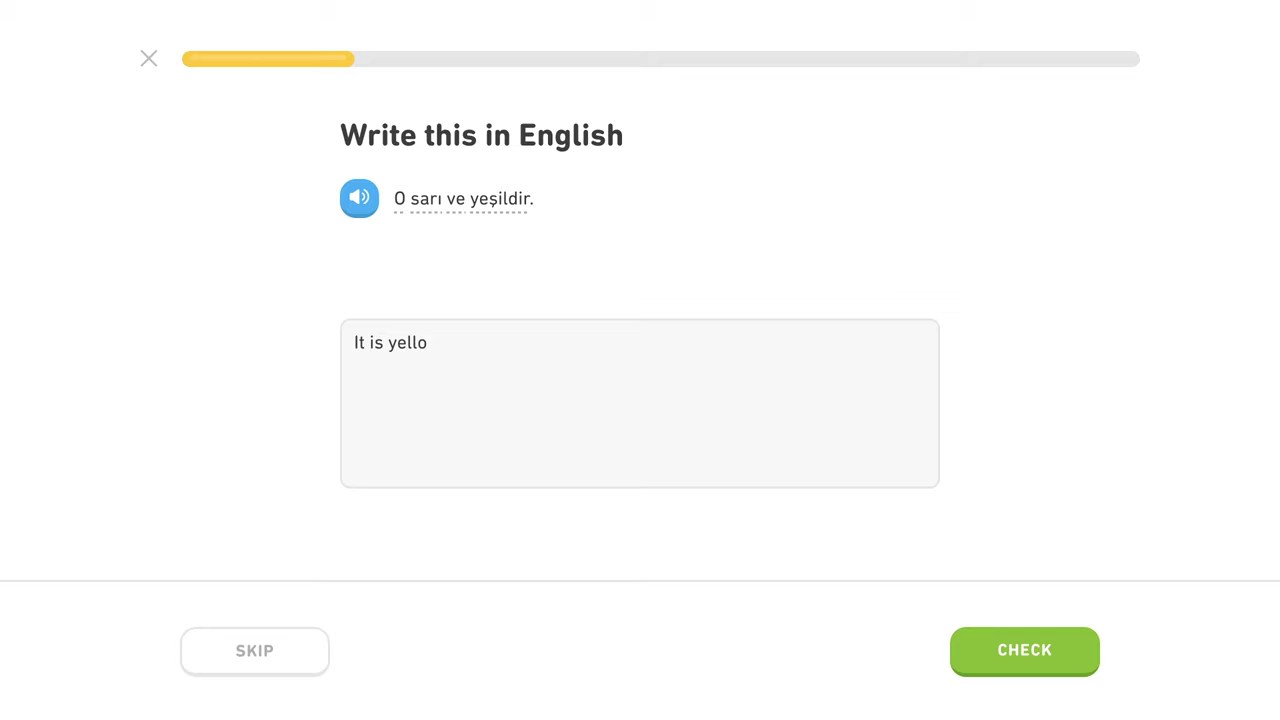 Write this in English
O sarı ve yeşildir.
It is yello
SKIP
CHECK